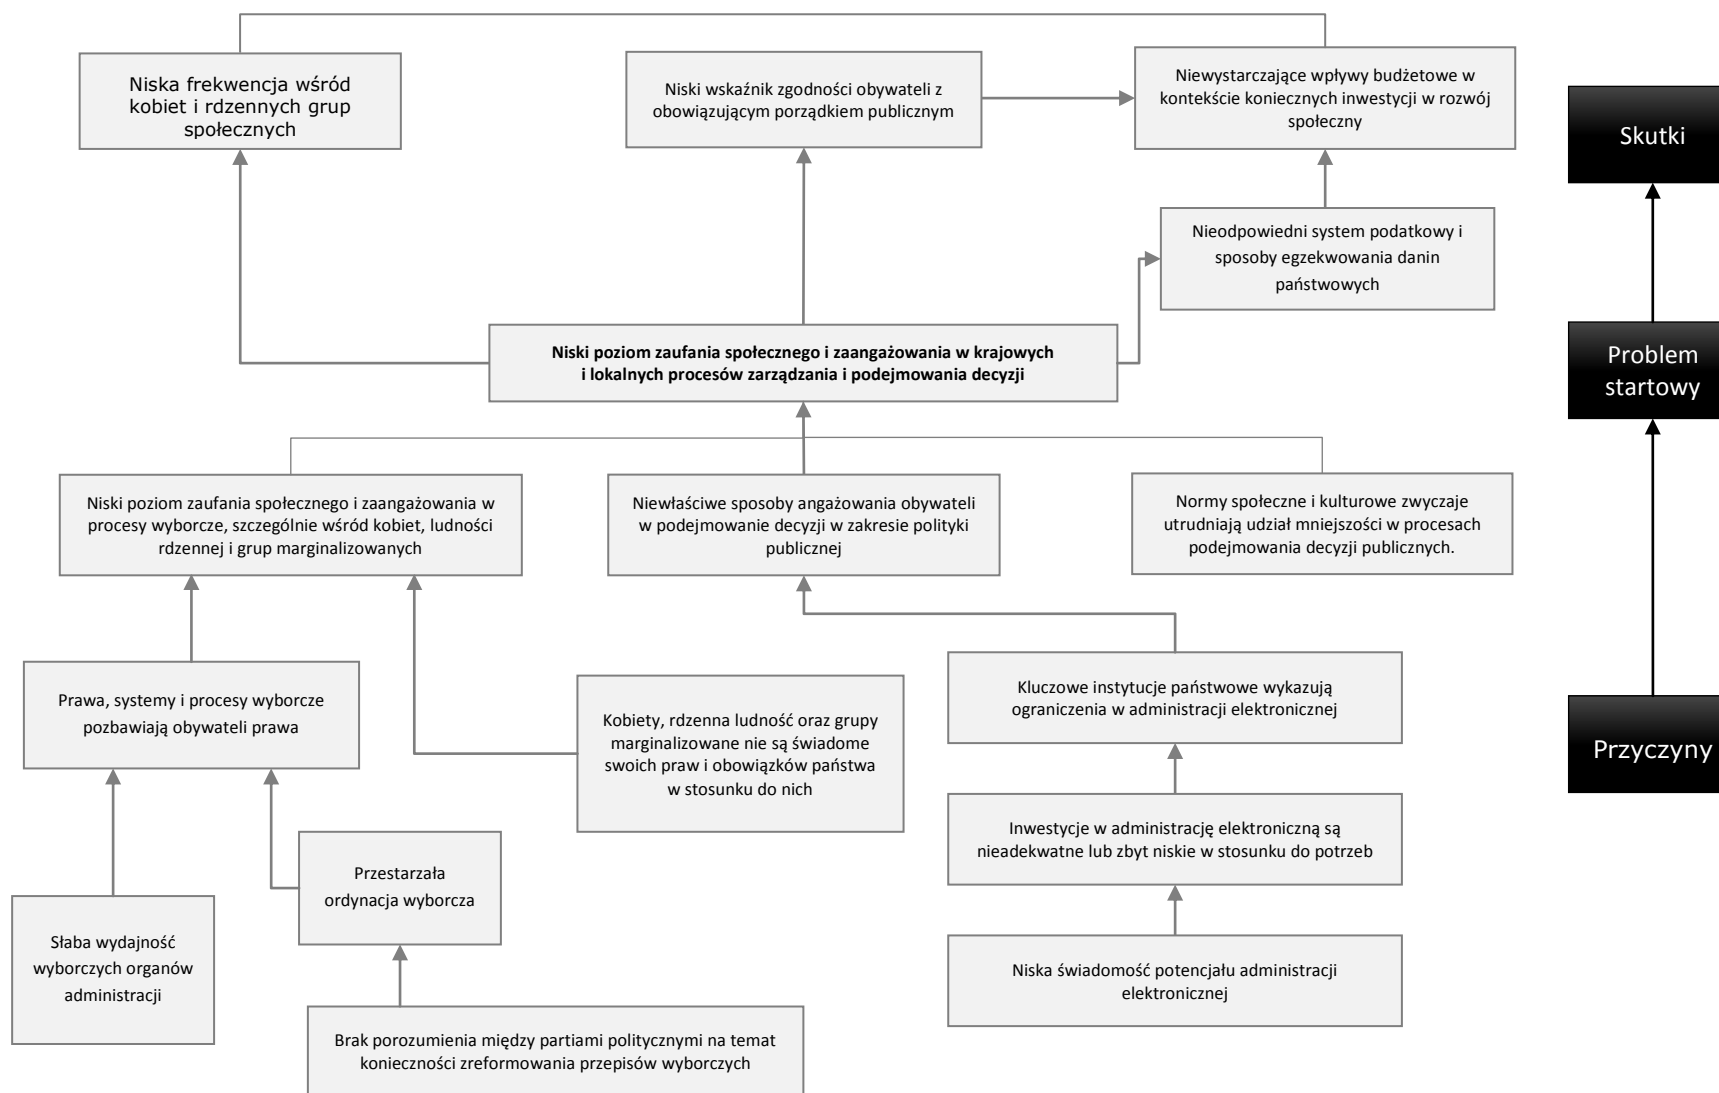 Niska frekwencja wśród
kobiet i rdzennych grup
społecznych
Niski wskaźnik zgodności obywateli z
obowiązującym porządkiem publicznym
Niewystarczające wpływy budżetowe w
kontekście koniecznych inwestycji w rozwój
społeczny
Skutki
Nieodpowiedni system podatkowy i
sposoby egzekwowania danin
państwowych
Niski poziom zaufania społecznego i zaangażowania w krajowych
i lokalnych procesów zarządzania i podejmowania decyzji
Problem
startowy
Niski poziom zaufania społecznego i zaangażowania w
procesy wyborcze, szczególnie wśród kobiet, ludności
rdzennej i grup marginalizowanych
Niewłaściwe sposoby angażowania obywateli
w podejmowanie decyzji w zakresie polityki
publicznej
Normy społeczne i kulturowe zwyczaje
utrudniają udział mniejszości w procesach
podejmowania decyzji publicznych.
Prawa, systemy i procesy wyborcze
pozbawiają obywateli prawa
Kobiety, rdzenna ludność oraz grupy
marginalizowane nie są świadome
swoich praw i obowiązków państwa
w stosunku do nich
Kluczowe instytucje państwowe wykazują
ograniczenia w administracji elektronicznej
Przyczyny
Inwestycje w administrację elektroniczną są
nieadekwatne lub zbyt niskie w stosunku do potrzeb
Przestarzała
ordynacja wyborcza
Słaba wydajność
wyborczych organów
administracji
Niska świadomość potencjału administracji
elektronicznej
Brak porozumienia między partiami politycznymi na temat
konieczności zreformowania przepisów wyborczych